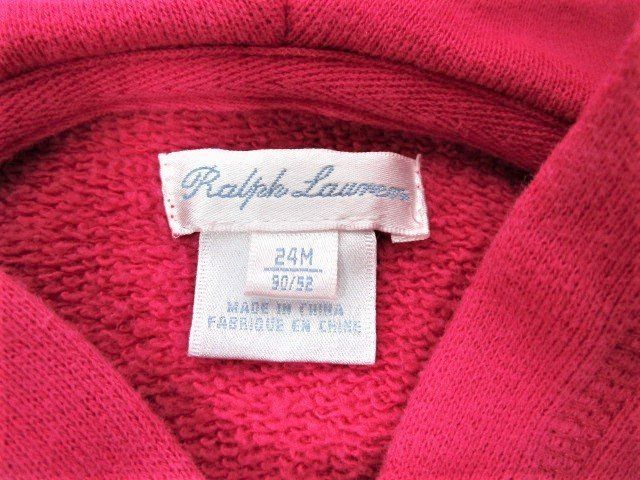 Ralph Lauren
24M
90/52
MADE IN CHINA
FABRIQUE EN CHINE